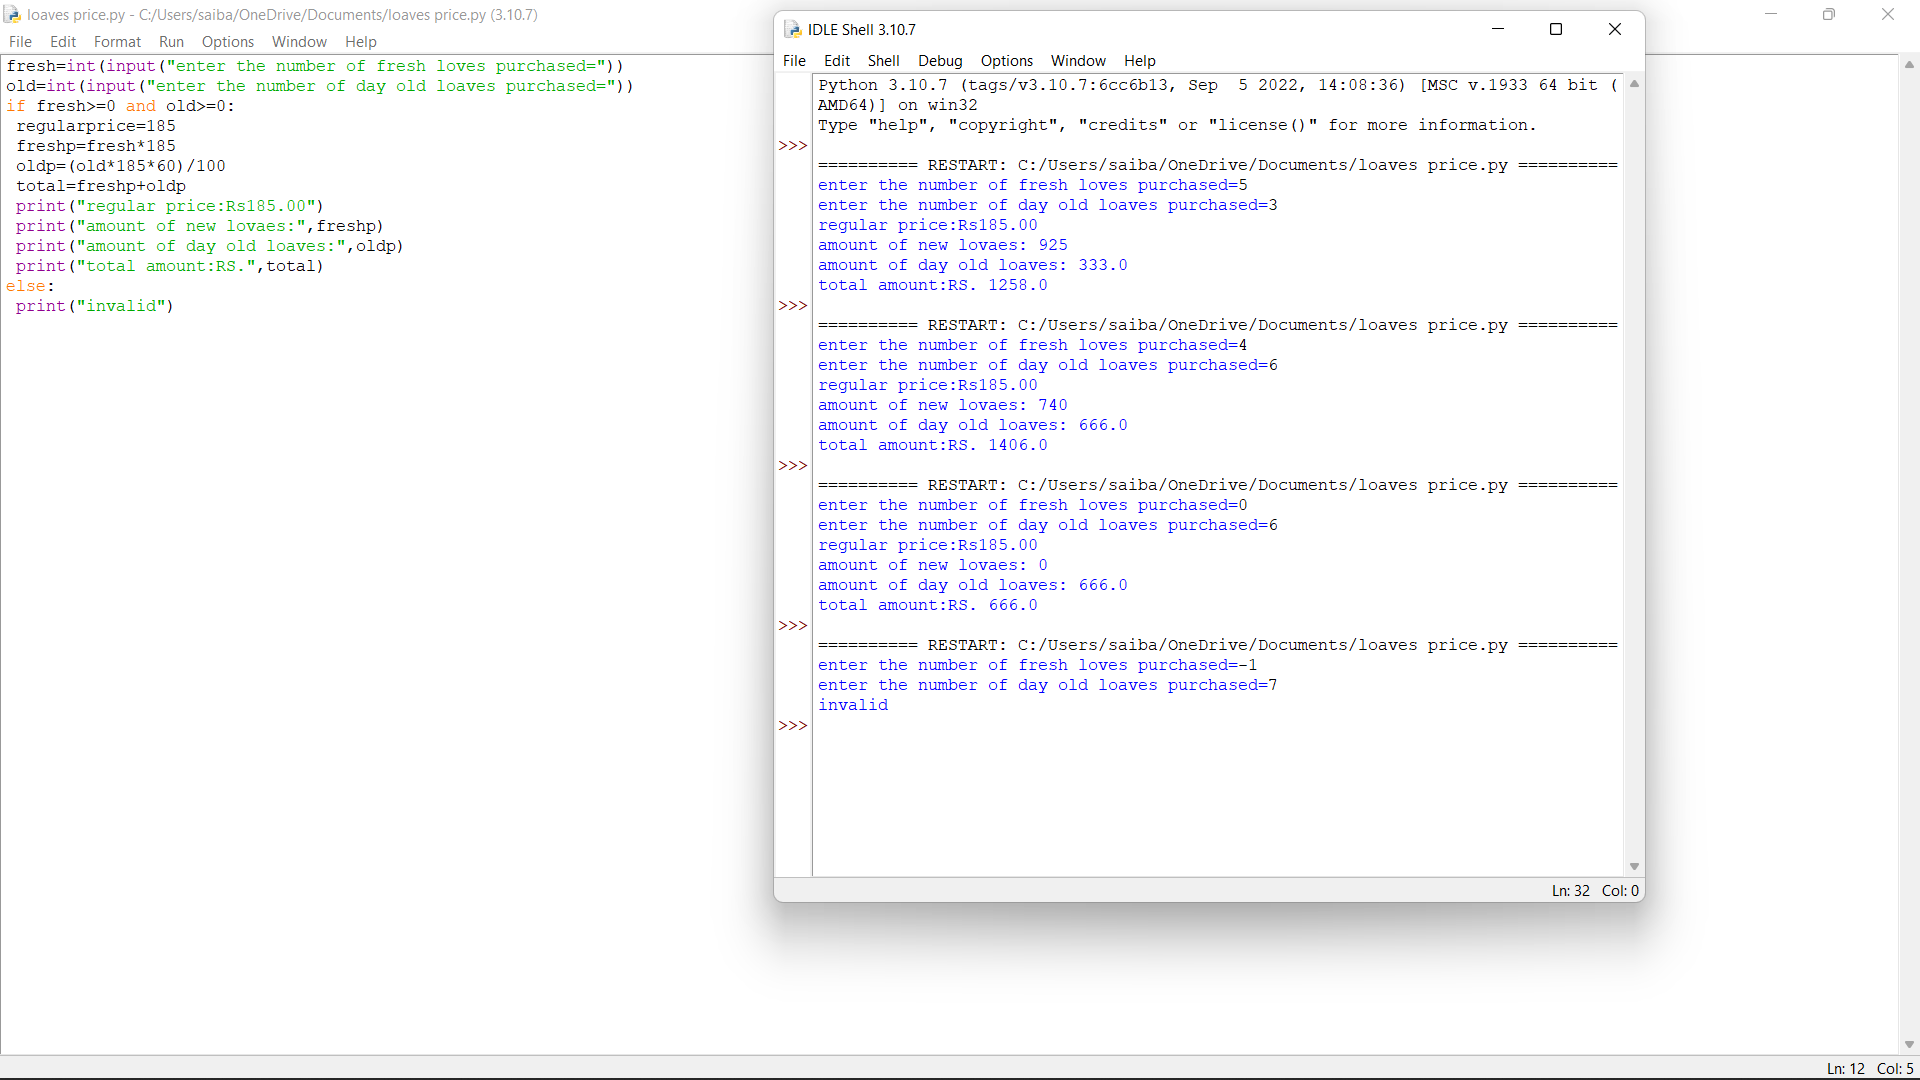 loaves price.py - C:/Users/saiba/OneDrive/Documents/loaves price.py (3.10.7)
File Edit Format Run Options Window Help
fresh=int(input("enter the number of fresh loves purchased="))
old=int(input("enter the number of day old loaves purchased="))
if fresh>=0 and old>=0:
 regularprice=185
 freshp=fresh*185
 oldp=(old*185*60)/100
 total=freshp+oldp
 print("regular price:Rs185.00")
 print("amount of new lovaes:",freshp)
 print("amount of day old loaves:",oldp)
 print("total amount:RS.",total)
else:
 print("invalid")
Ln: 12 Col: 5
IDLE Shell 3.10.7
File Edit Shell Debug Options Window Help
Python 3.10.7 (tags/v3.10.7:6cc6b13, Sep  5 2022, 14:08:36) [MSC v.1933 64 bit (
AMD64)] on win32
Type "help", "copyright", "credits" or "license()" for more information.
>>>
========== RESTART: C:/Users/saiba/OneDrive/Documents/loaves price.py ==========
enter the number of fresh loves purchased=5
enter the number of day old loaves purchased=3
regular price:Rs185.00
amount of new lovaes: 925
amount of day old loaves: 333.0
total amount:RS. 1258.0
>>>
========== RESTART: C:/Users/saiba/OneDrive/Documents/loaves price.py ==========
enter the number of fresh loves purchased=4
enter the number of day old loaves purchased=6
regular price:Rs185.00
amount of new lovaes: 740
amount of day old loaves: 666.0
total amount:RS. 1406.0
>>>
========== RESTART: C:/Users/saiba/OneDrive/Documents/loaves price.py ==========
enter the number of fresh loves purchased=0
enter the number of day old loaves purchased=6
regular price:Rs185.00
amount of new lovaes: 0
amount of day old loaves: 666.0
total amount:RS. 666.0
>>>
========== RESTART: C:/Users/saiba/OneDrive/Documents/loaves price.py ==========
enter the number of fresh loves purchased=-1
enter the number of day old loaves purchased=7
invalid
>>>
Ln: 32 Col: 0